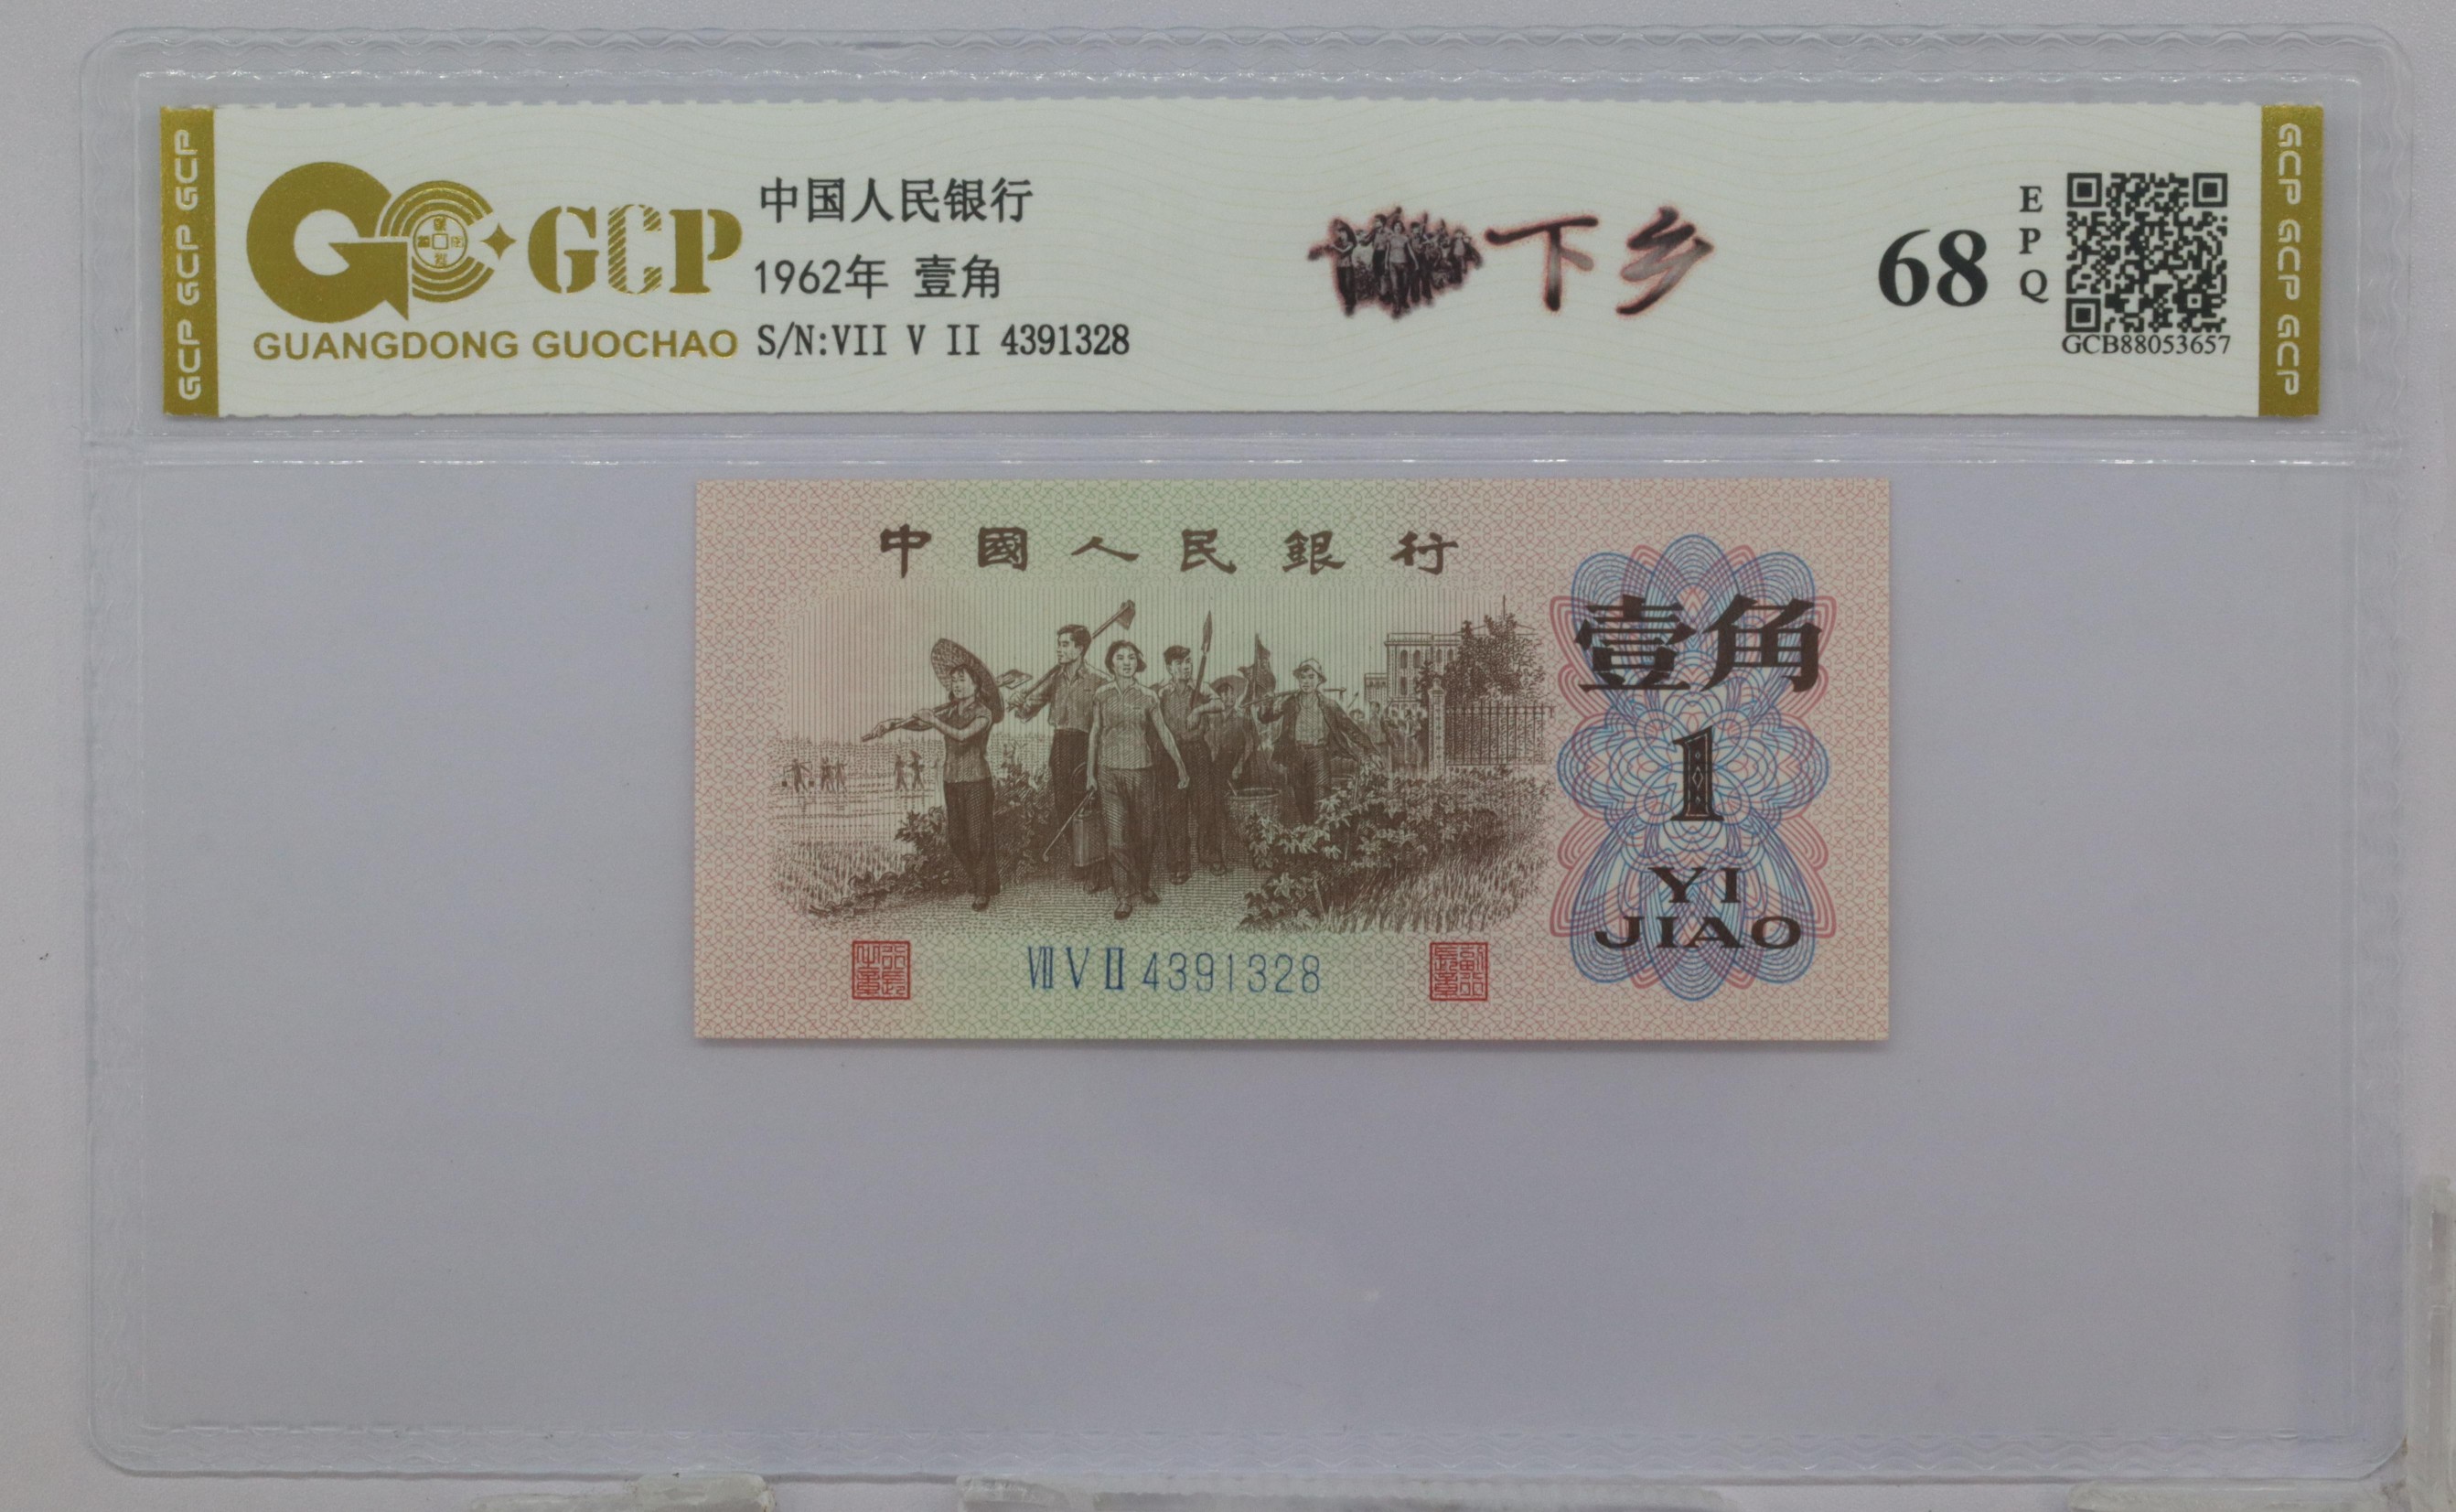 GCP GCP GCP
GCP
GUANGDONG GUOCHAO
中国人民银行
1962年 壹角
S/N:VII V II 4391328
下乡
68
EPQ
GCB88053657
GCP GCP GCP
中國人民銀行
壹角
1
YI
JIAO
VII V II 4391328